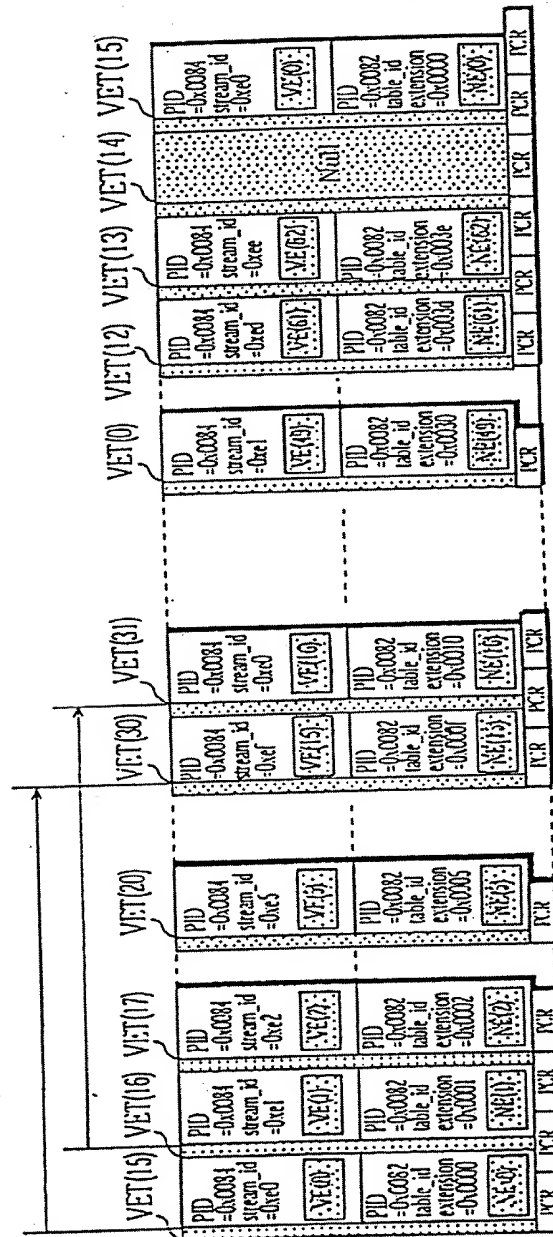 VET(15)
PID
=0x0084
stream_id
=0xe0
VE(0)
PID
=0x0082
table_id
extension
=0x0000
NE(0)
PCR
VET(16)
PID
=0x0084
stream_id
=0xe1
VE(1)
PID
=0x0082
table_id
extension
=0x0001
NE(1)
PCR
VET(17)
PID
=0x0084
stream_id
=0xe2
VE(2)
PID
=0x0082
table_id
extension
=0x0002
NE(2)
PCR
PCR
VET(20)
PID
=0x0084
stream_id
=0xe5
VE(5)
PID
=0x0082
table_id
extension
=0x0005
NE(5)
PCR
VET(30)
PID
=0x0084
stream_id
=0xef
VE(15)
PID
=0x0082
table_id
extension
=0x000f
NE(15)
PCR
PCR
VET(31)
PID
=0x0084
stream_id
=0xe0
VE(16)
PID
=0x0082
table_id
extension
=0x0010
NE(16)
PCR
VET(0)
PID
=0x0084
stream_id
=0xe1
VE(49)
PID
=0x0082
table_id
extension
=0x0030
NE(49)
PCR
VET(12)
PID
=0x0084
stream_id
=0xed
VE(61)
PID
=0x0082
table_id
extension
=0x003d
NE(61)
PCR
PCR
VET(13)
PID
=0x0084
stream_id
=0xee
VE(62)
PID
=0x0082
table_id
extension
=0x003e
NE(62)
PCR
VET(14)
Null
PCR
PCR
VET(15)
PID
=0x0084
stream_id
=0xe0
VE(0)
PID
=0x0082
table_id
extension
=0x0000
NE(0)
PCR
PCR